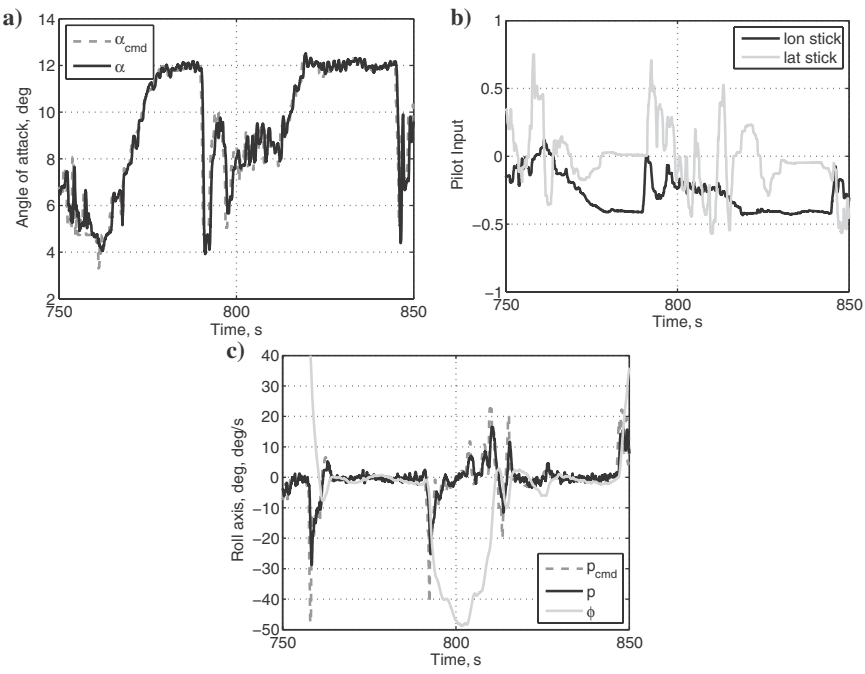 a)
14
12
10
8
6
4
2
750
800
850
Angle of attack, deg
Time, s
α cmd
α
b)
1
0.5
0
−0.5
−1
750
800
850
Pilot Input
Time, s
lon stick
lat stick
c)
40
30
20
10
0
−10
−20
−30
−40
−50
750
800
850
Roll axis, deg, deg/s
Time, s
p cmd
p
ϕ